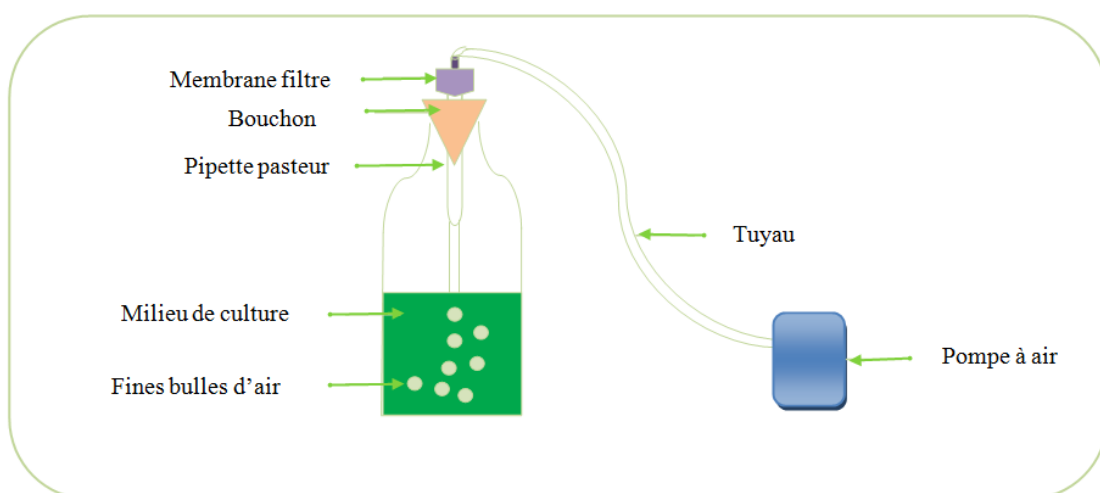 Membrane filtre
Bouchon
Pipette pasteur
Tuyau
Milieu de culture
Pompe à air
Fines bulles d’air